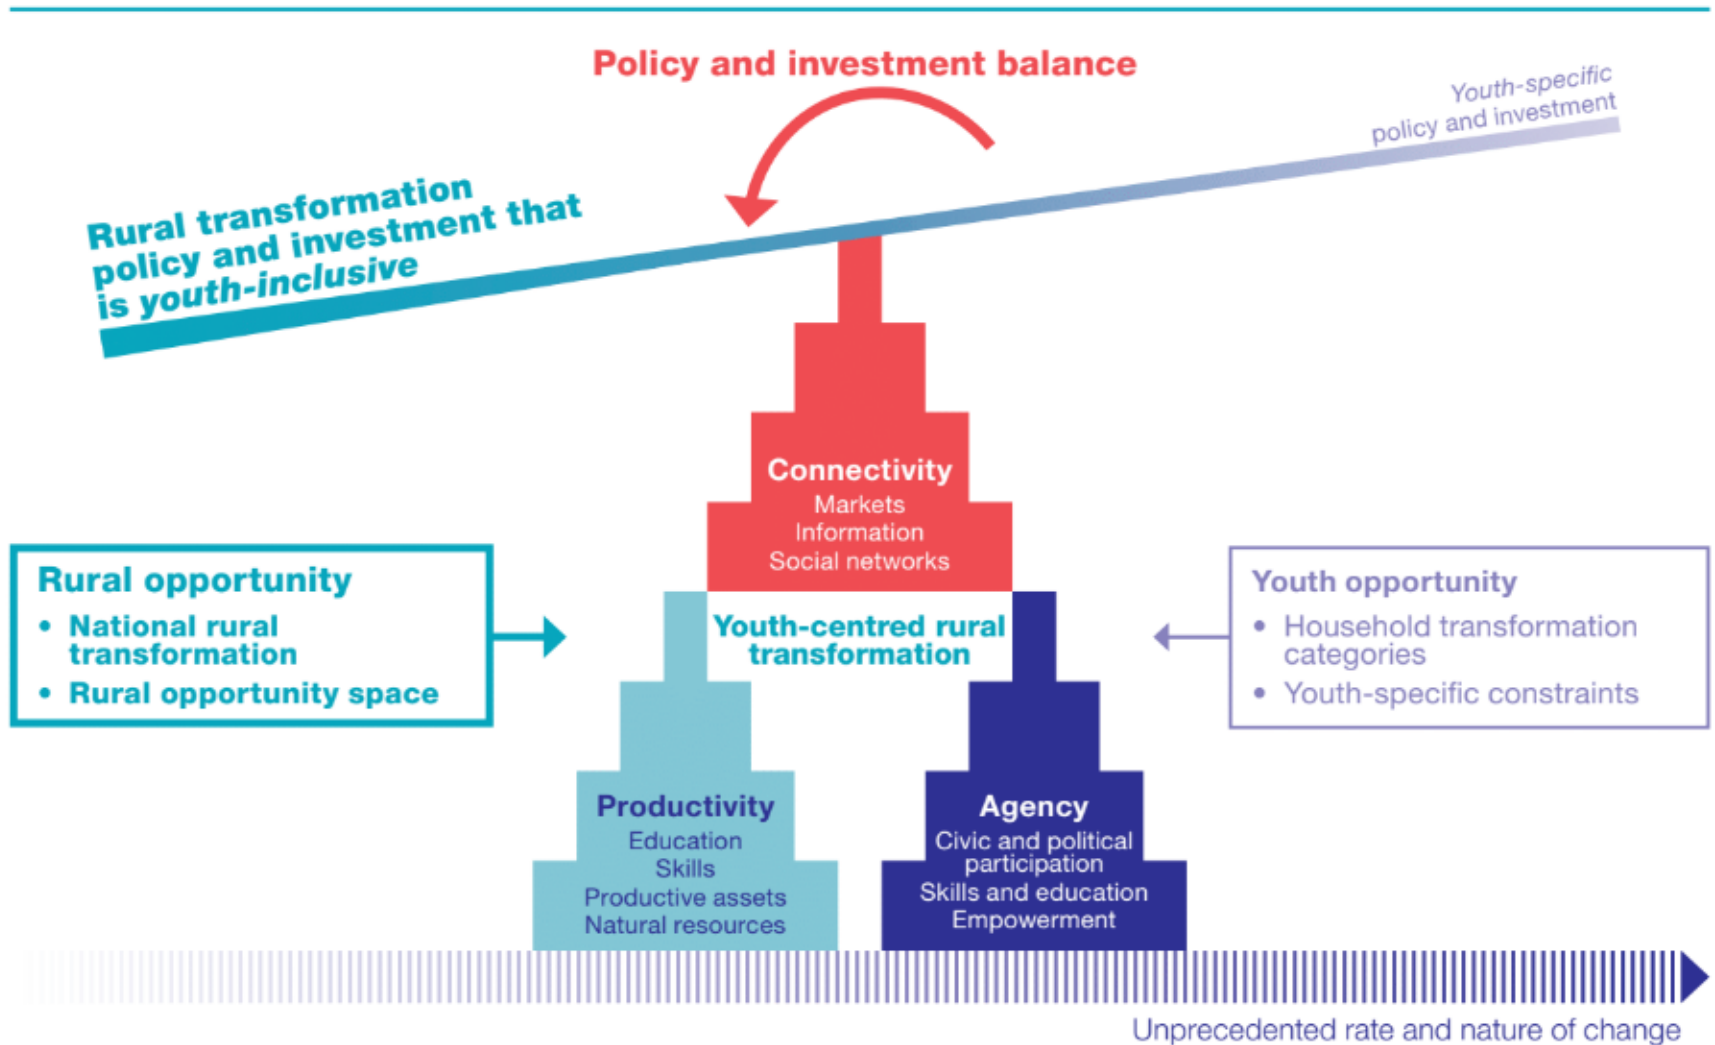 Policy and investment balance
Youth-specific
policy and investment
Rural transformation
policy and investment that
is youth-inclusive
Connectivity
Markets
Information
Social networks
Rural opportunity
• National rural
transformation
• Rural opportunity space
Youth-centred rural
transformation
Youth opportunity
• Household transformation
categories
• Youth-specific constraints
Productivity
Education
Skills
Productive assets
Natural resources
Agency
Civic and political
participation
Skills and education
Empowerment
Unprecedented rate and nature of change